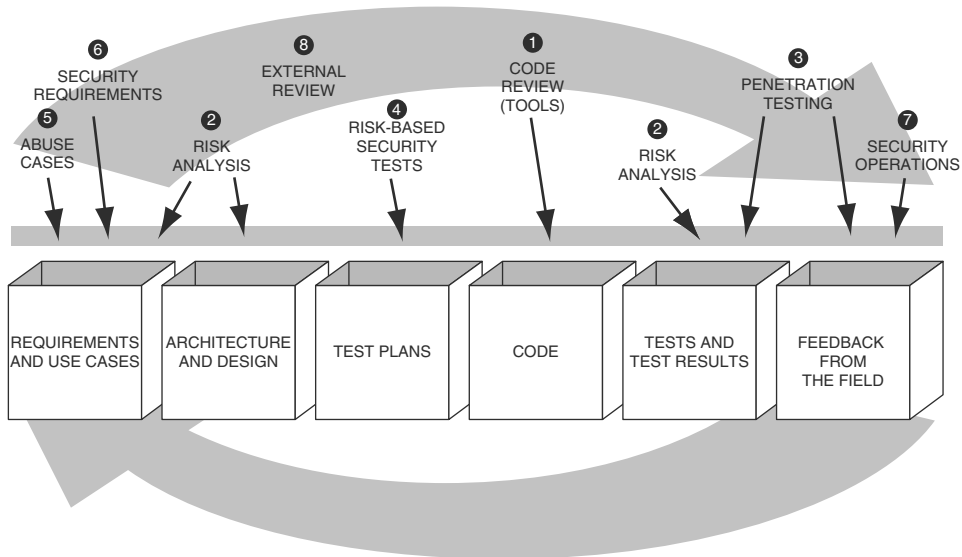 6
SECURITY
REQUIREMENTS
5
ABUSE
CASES
2
RISK
ANALYSIS
8
EXTERNAL
REVIEW
4
RISK-BASED
SECURITY
TESTS
1
CODE
REVIEW
(TOOLS)
2
RISK
ANALYSIS
3
PENETRATION
TESTING
7
SECURITY
OPERATIONS
REQUIREMENTS
AND USE CASES
ARCHITECTURE
AND DESIGN
TEST PLANS
CODE
TESTS AND
TEST RESULTS
FEEDBACK
FROM
THE FIELD